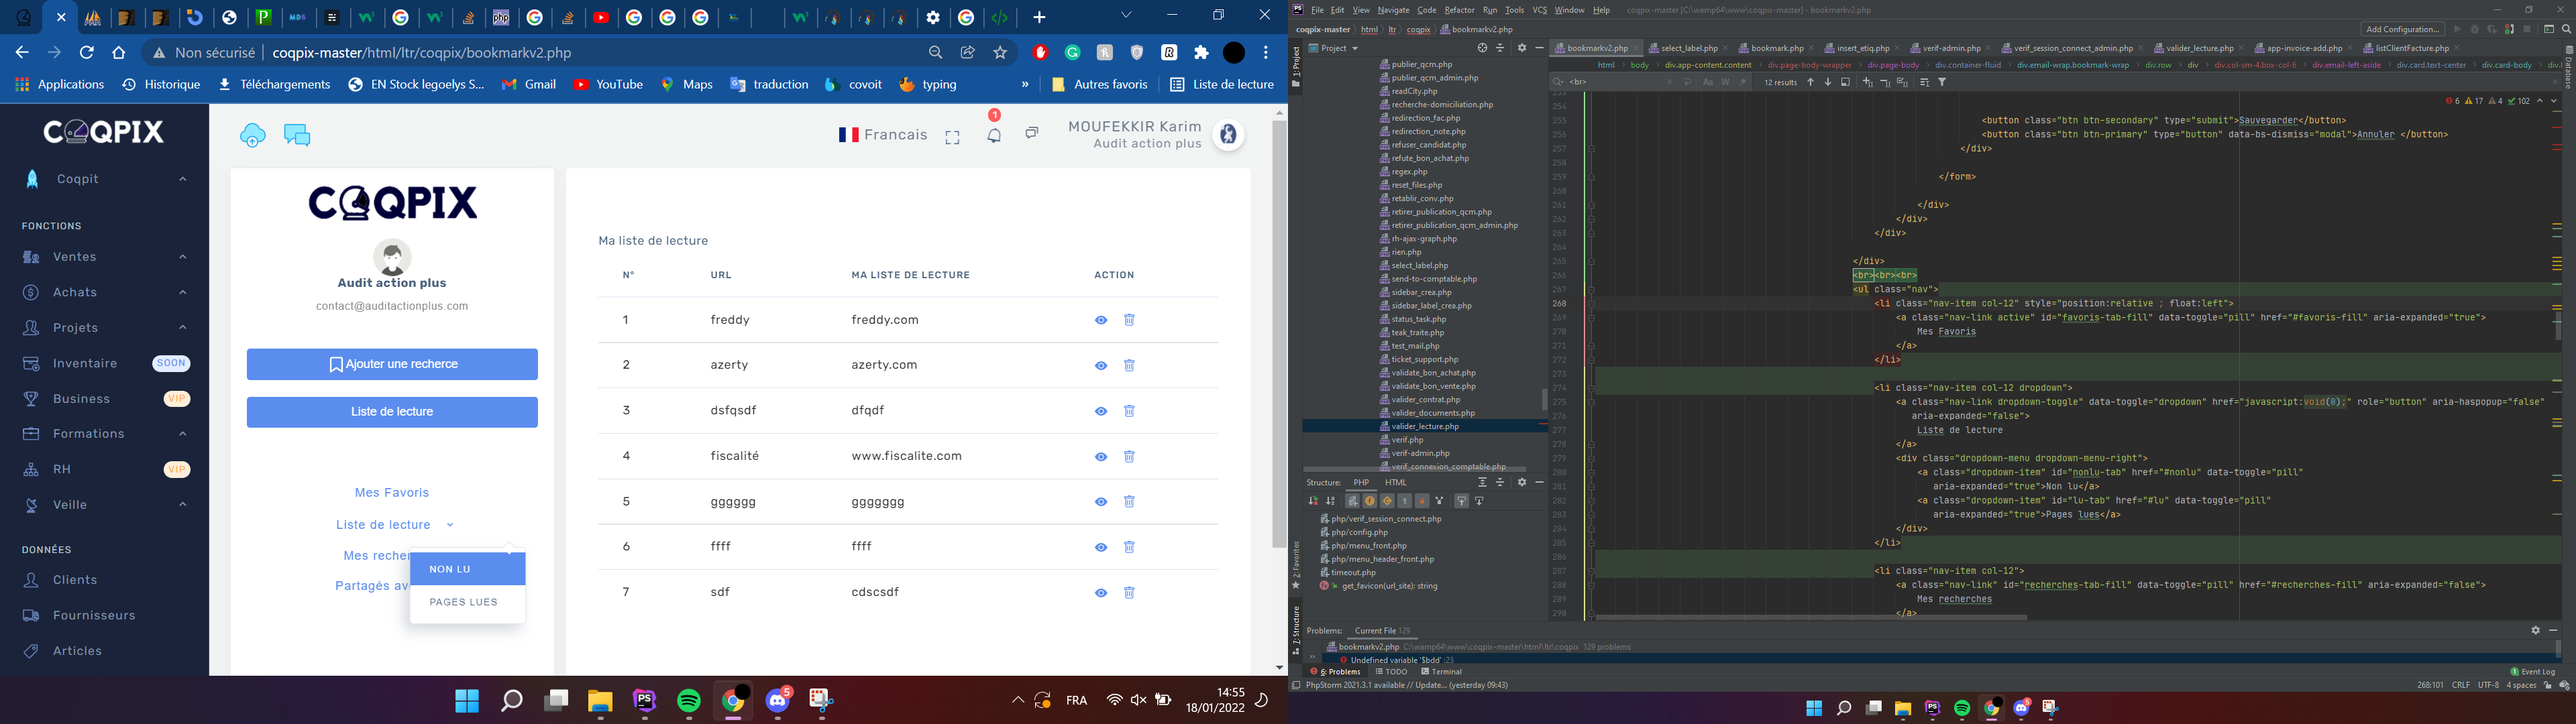 Non sécurisé | coqpix-master/html/ltr/coqpix/bookmarkv2.php
Applications
Historique
Téléchargements
EN Stock legoelys S...
Gmail
YouTube
Maps
traduction
covoit
typing
»
Autres favoris
Liste de lecture
COQPIX
Coqpit
FONCTIONS
Ventes
Achats
Projets
Inventaire SOON
Business VIP
Formations
RH VIP
Veille
DONNÉES
Clients
Fournisseurs
Articles
Francais
1
MOUFEKKIR Karim
Audit action plus
COQPIX
Audit action plus
contact@auditactionplus.com
Ajouter une recherce
Liste de lecture
Mes Favoris
Liste de lecture
Mes recher
Partagés av
NON LU
PAGES LUES
Ma liste de lecture
N° URL MA LISTE DE LECTURE ACTION
1 freddy freddy.com
2 azerty azerty.com
3 dsfqsdf dfqdf
4 fiscalité www.fiscalite.com
5 gggggg ggggggg
6 ffff ffff
7 sdf cdscsdf
FRA
14:55
18/01/2022
File Edit View Navigate Code Refactor Run Tools VCS Window Help coqpix-master [C:\wamp64\www\coqpix-master] - bookmarkv2.php
coqpix-master html ltr coqpix bookmarkv2.php
Add Configuration...
Project
publier_qcm.php
publier_qcm_admin.php
readCity.php
recherche-domiciliation.php
redirection_fac.php
redirection_note.php
refuser_candidat.php
refute_bon_achat.php
regex.php
reset_files.php
retablir_conv.php
retirer_publication_qcm.php
retirer_publication_qcm_admin.php
rh-ajax-graph.php
rien.php
select_label.php
send-to-comptable.php
sidebar_crea.php
sidebar_label_crea.php
status_task.php
teak_traite.php
test_mail.php
ticket_support.php
validate_bon_achat.php
validate_bon_vente.php
valider_contrat.php
valider_documents.php
valider_lecture.php
verif.php
verif-admin.php
verif_connexion_comptable.php
Structure: PHP HTML
php/verif_session_connect.php
php/config.php
php/menu_front.php
php/menu_header_front.php
timeout.php
get_favicon(url_site): string
bookmarkv2.php select_label.php bookmark.php insert_etiq.php verif-admin.php verif_session_connect_admin.php valider_lecture.php app-invoice-add.php listClientFacture.php
html body div.app-content.content div.page-body-wrapper div.page-body div.container-fluid div.email-wrap.bookmark-wrap div.row div div.col-sm-4.box-col-6 div.email-left-aside div.card.text-center div.card-body
<br> 12 results
6 17 4 102
254
255 <button class="btn btn-secondary" type="submit">Sauvegarder</button>
256 <button class="btn btn-primary" type="button" data-bs-dismiss="modal">Annuler </button>
257 </div>
258
259 </form>
260
261 </div>
262 </div>
263 </div>
264
265 </div>
266 <br><br><br>
267 <ul class="nav">
268 <li class="nav-item col-12" style="position:relative ; float:left">
269 <a class="nav-link active" id="favoris-tab-fill" data-toggle="pill" href="#favoris-fill" aria-expanded="true">
270 Mes Favoris
271 </a>
272 </li>
273
274 <li class="nav-item col-12 dropdown">
275 <a class="nav-link dropdown-toggle" data-toggle="dropdown" href="javascript:void(0);" role="button" aria-haspopup="false"
276 aria-expanded="false">
277 Liste de lecture
278 </a>
279 <div class="dropdown-menu dropdown-menu-right">
280 <a class="dropdown-item" id="nonlu-tab" href="#nonlu" data-toggle="pill"
281 aria-expanded="true">Non lu</a>
282 <a class="dropdown-item" id="lu-tab" href="#lu" data-toggle="pill"
283 aria-expanded="true">Pages lues</a>
284 </div>
285 </li>
286
287 <li class="nav-item col-12">
288 <a class="nav-link" id="recherches-tab-fill" data-toggle="pill" href="#recherches-fill" aria-expanded="false">
289 Mes recherches
290 </a>
Problems: Current File 129
bookmarkv2.php C:\wamp64\www\coqpix-master\html\ltr\coqpix 129 problems
Undefined variable '$bdd' :23
6: Problems TODO Terminal
Event Log
PhpStorm 2021.3.1 available // Update... (yesterday 09:43)
268:101 CRLF UTF-8 4 spaces
1: Project
2: Favorites
7: Structure
Database